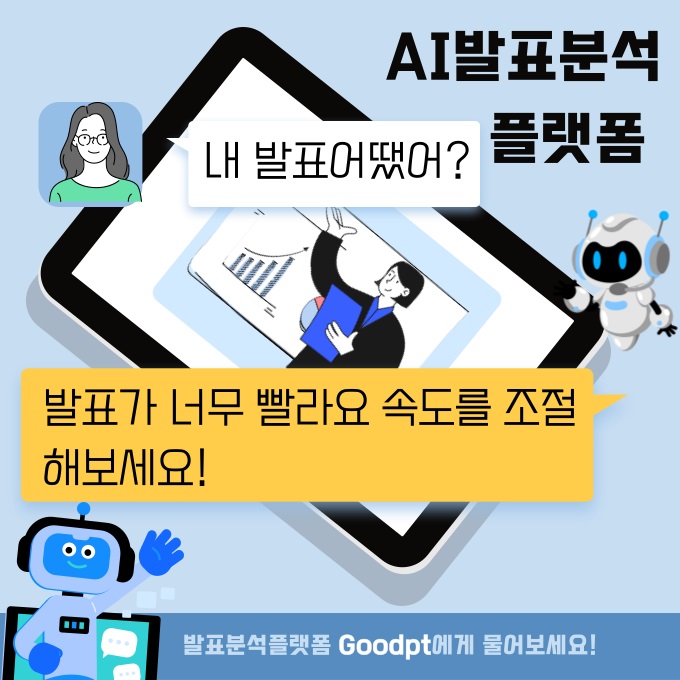 AI발표분석
플랫폼
내 발표어땠어?
발표가 너무 빨라요 속도를 조절
해보세요!
발표분석플랫폼 Goodpt에게 물어보세요!